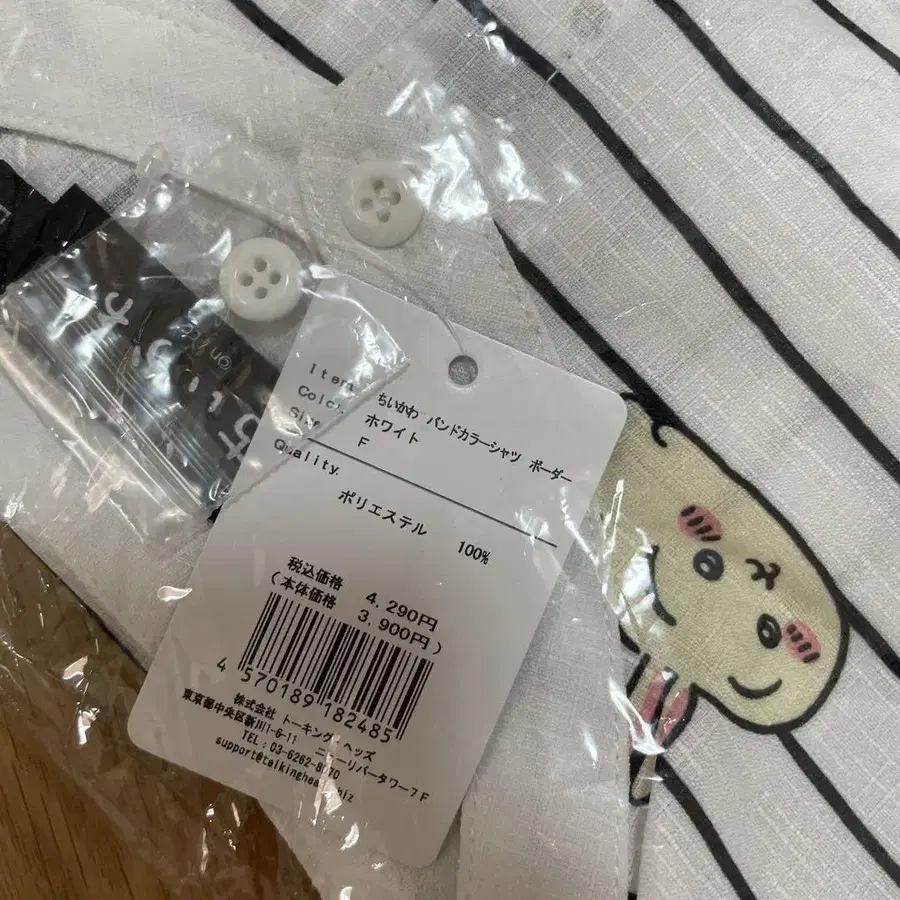 Item. ちいかわ バンドカラーシャツ ボーダー
Color. ホワイト
Size F
Quality.
ポリエステル 100%
税込価格 4,290円
(本体価格 3,900円)
4 570189 182485
株式会社 トーキング ヘッズ
東京都中央区新川1-6-11 ニューリバータワー7F
TEL:03-6262-8070